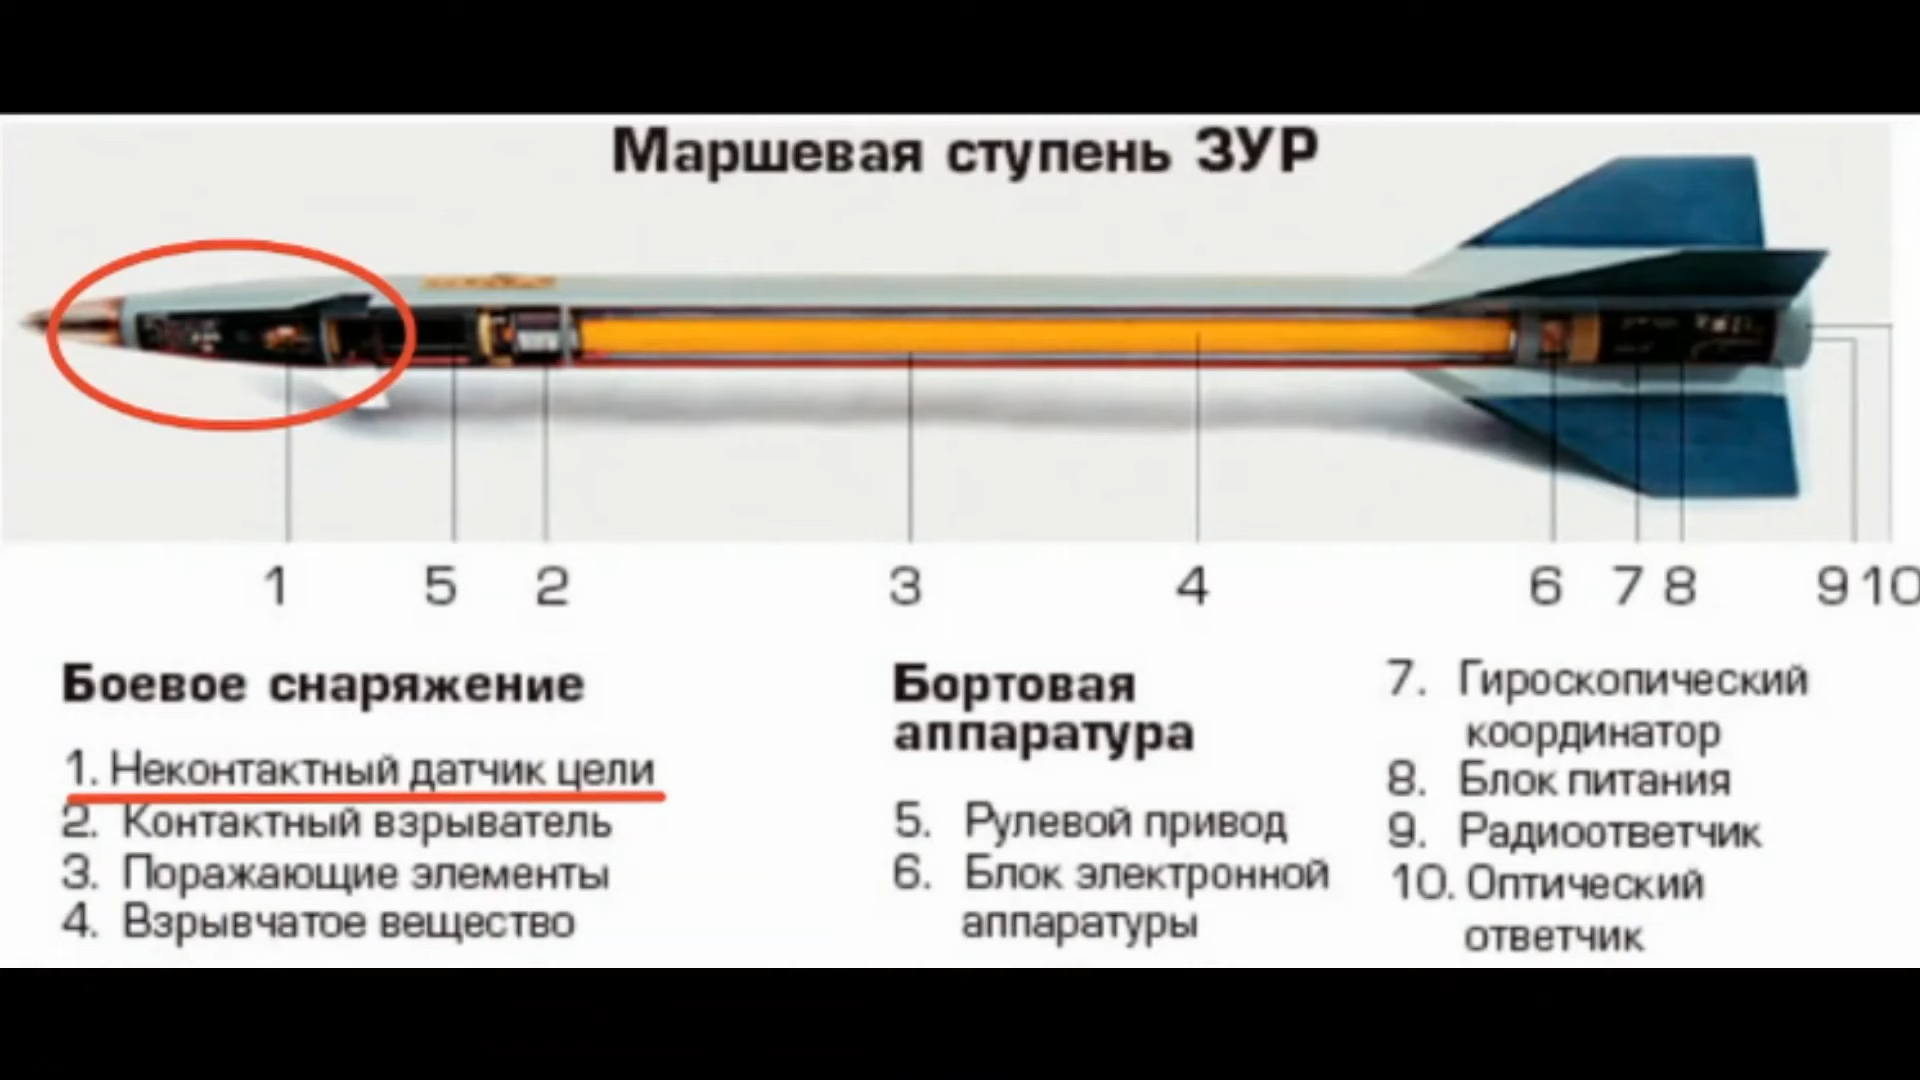 Маршевая ступень ЗУР
1 5 2 3 4 6 7 8 9 10
Боевое снаряжение
1. Неконтактный датчик цели
2. Контактный взрыватель
3. Поражающие элементы
4. Взрывчатое вещество
Бортовая
аппаратура
5. Рулевой привод
6. Блок электронной
аппаратуры
7. Гироскопический
координатор
8. Блок питания
9. Радиоответчик
10. Оптический
ответчик